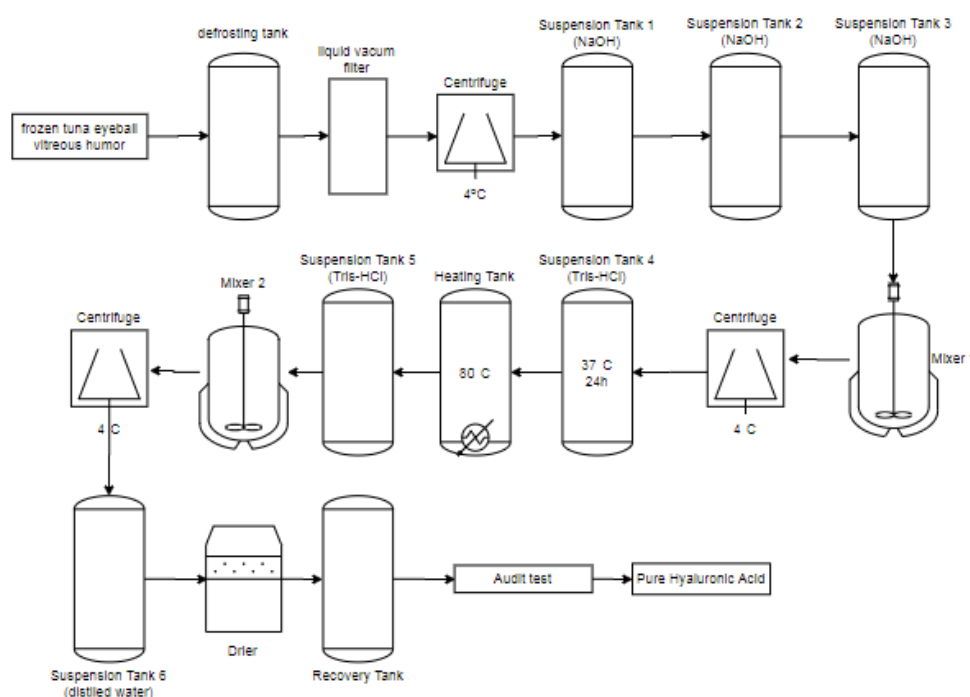 defrosting tank
liquid vacum
filter
Centrifuge
Suspension Tank 1
(NaOH)
Suspension Tank 2
(NaOH)
Suspension Tank 3
(NaOH)
frozen tuna eyeball
vitreous humor
4ºC
Centrifuge
Mixer 2
Suspension Tank 5
(Tris-HCl)
Heating Tank
Suspension Tank 4
(Tris-HCl)
Centrifuge
Mixer
80 C
37 C
24h
4 C
4 C
Audit test
Pure Hyaluronic Acid
Suspension Tank 6
(distiled water)
Drier
Recovery Tank